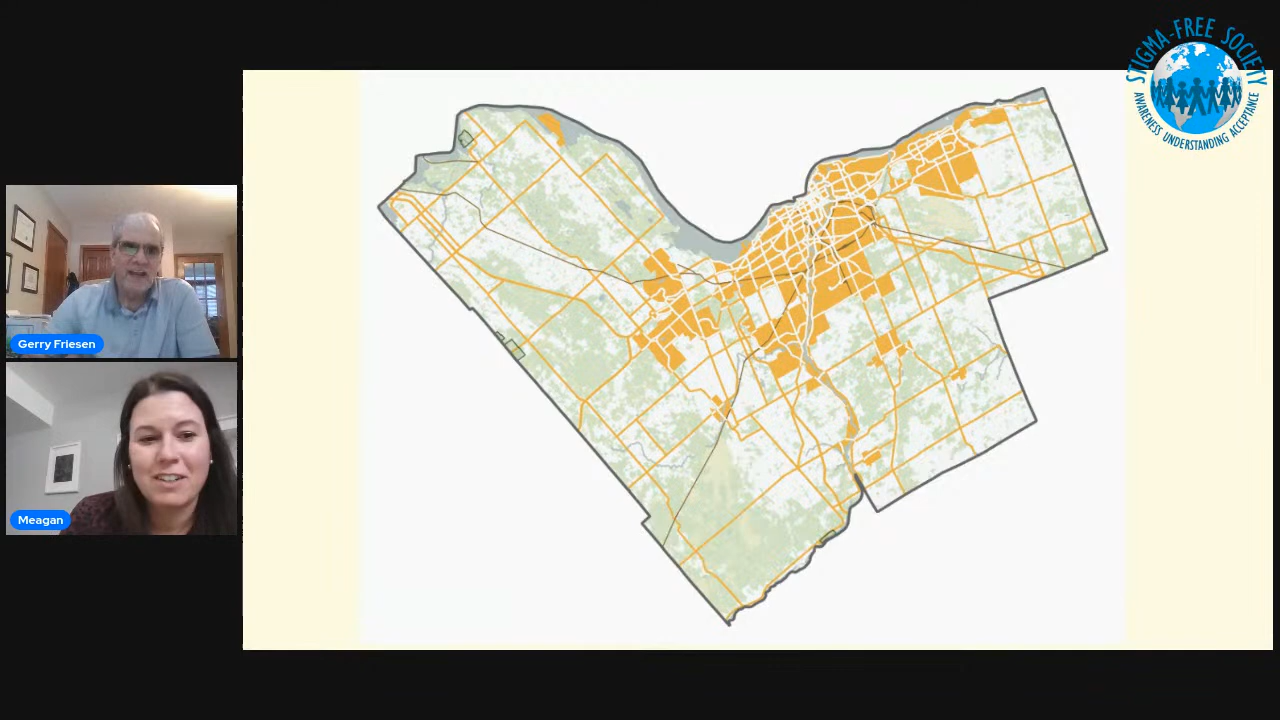 STIGMA-FREE SOCIETY
AWARENESS UNDERSTANDING ACCEPTANCE
Gerry Friesen
Meagan